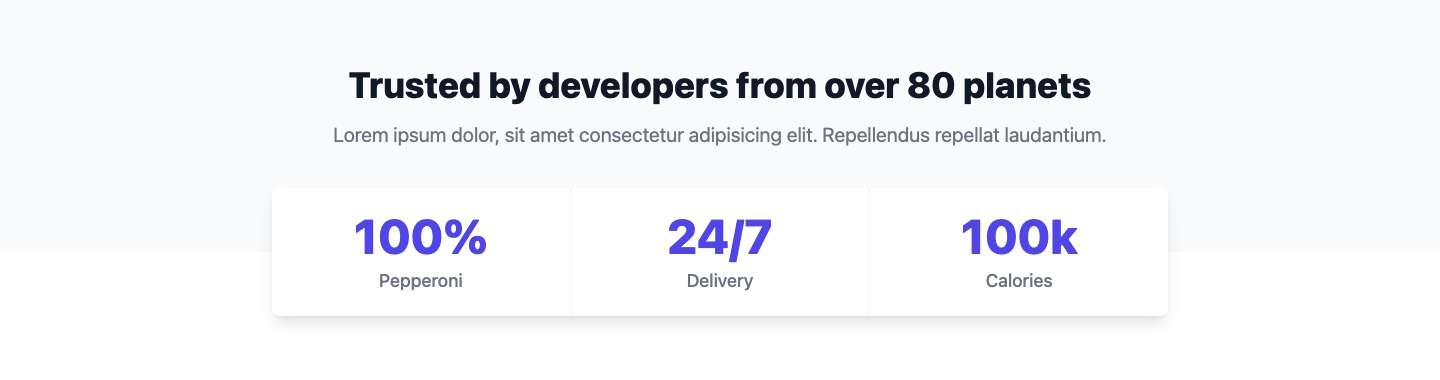 Trusted by developers from over 80 planets
Lorem ipsum dolor, sit amet consectetur adipisicing elit. Repellendus repellat laudantium.
100%
Pepperoni
24/7
Delivery
100k
Calories